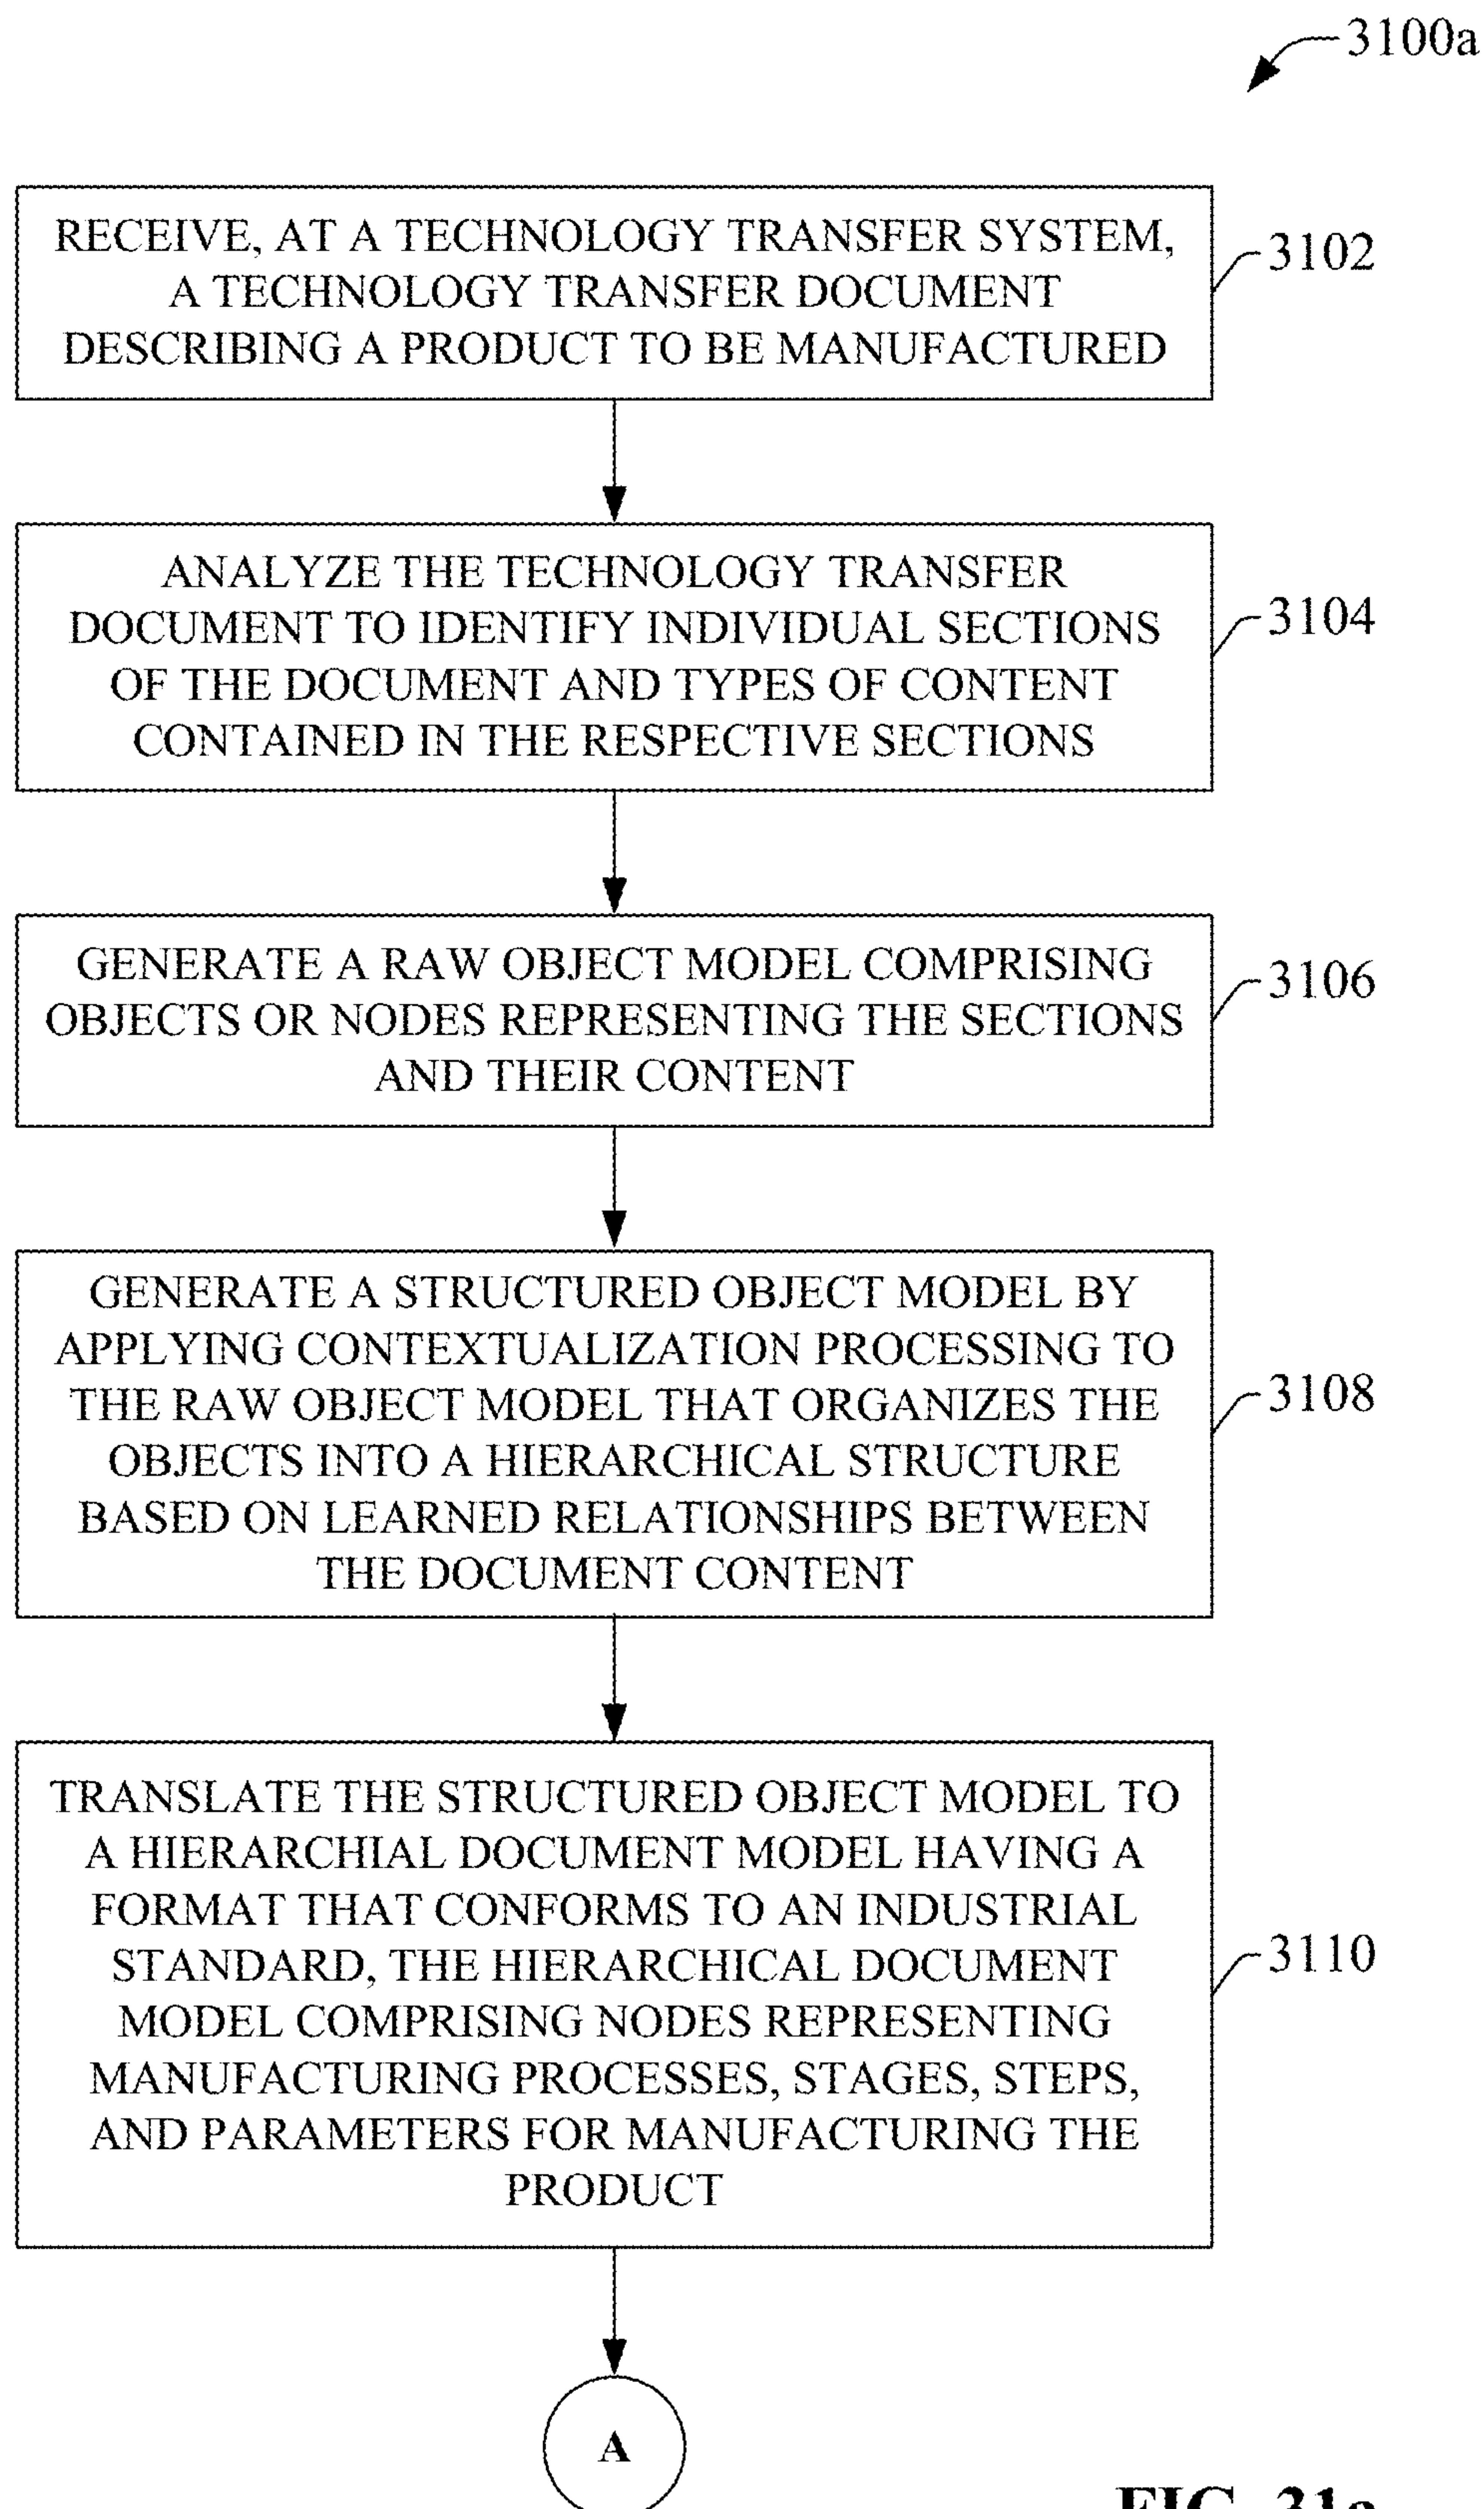 3100a
RECEIVE, AT A TECHNOLOGY TRANSFER SYSTEM,
A TECHNOLOGY TRANSFER DOCUMENT
DESCRIBING A PRODUCT TO BE MANUFACTURED
3102
ANALYZE THE TECHNOLOGY TRANSFER
DOCUMENT TO IDENTIFY INDIVIDUAL SECTIONS
OF THE DOCUMENT AND TYPES OF CONTENT
CONTAINED IN THE RESPECTIVE SECTIONS
3104
GENERATE A RAW OBJECT MODEL COMPRISING
OBJECTS OR NODES REPRESENTING THE SECTIONS
AND THEIR CONTENT
3106
GENERATE A STRUCTURED OBJECT MODEL BY
APPLYING CONTEXTUALIZATION PROCESSING TO
THE RAW OBJECT MODEL THAT ORGANIZES THE
OBJECTS INTO A HIERARCHICAL STRUCTURE
BASED ON LEARNED RELATIONSHIPS BETWEEN
THE DOCUMENT CONTENT
3108
TRANSLATE THE STRUCTURED OBJECT MODEL TO
A HIERARCHIAL DOCUMENT MODEL HAVING A
FORMAT THAT CONFORMS TO AN INDUSTRIAL
STANDARD, THE HIERARCHICAL DOCUMENT
MODEL COMPRISING NODES REPRESENTING
MANUFACTURING PROCESSES, STAGES, STEPS,
AND PARAMETERS FOR MANUFACTURING THE
PRODUCT
3110
A
FIG. 31a